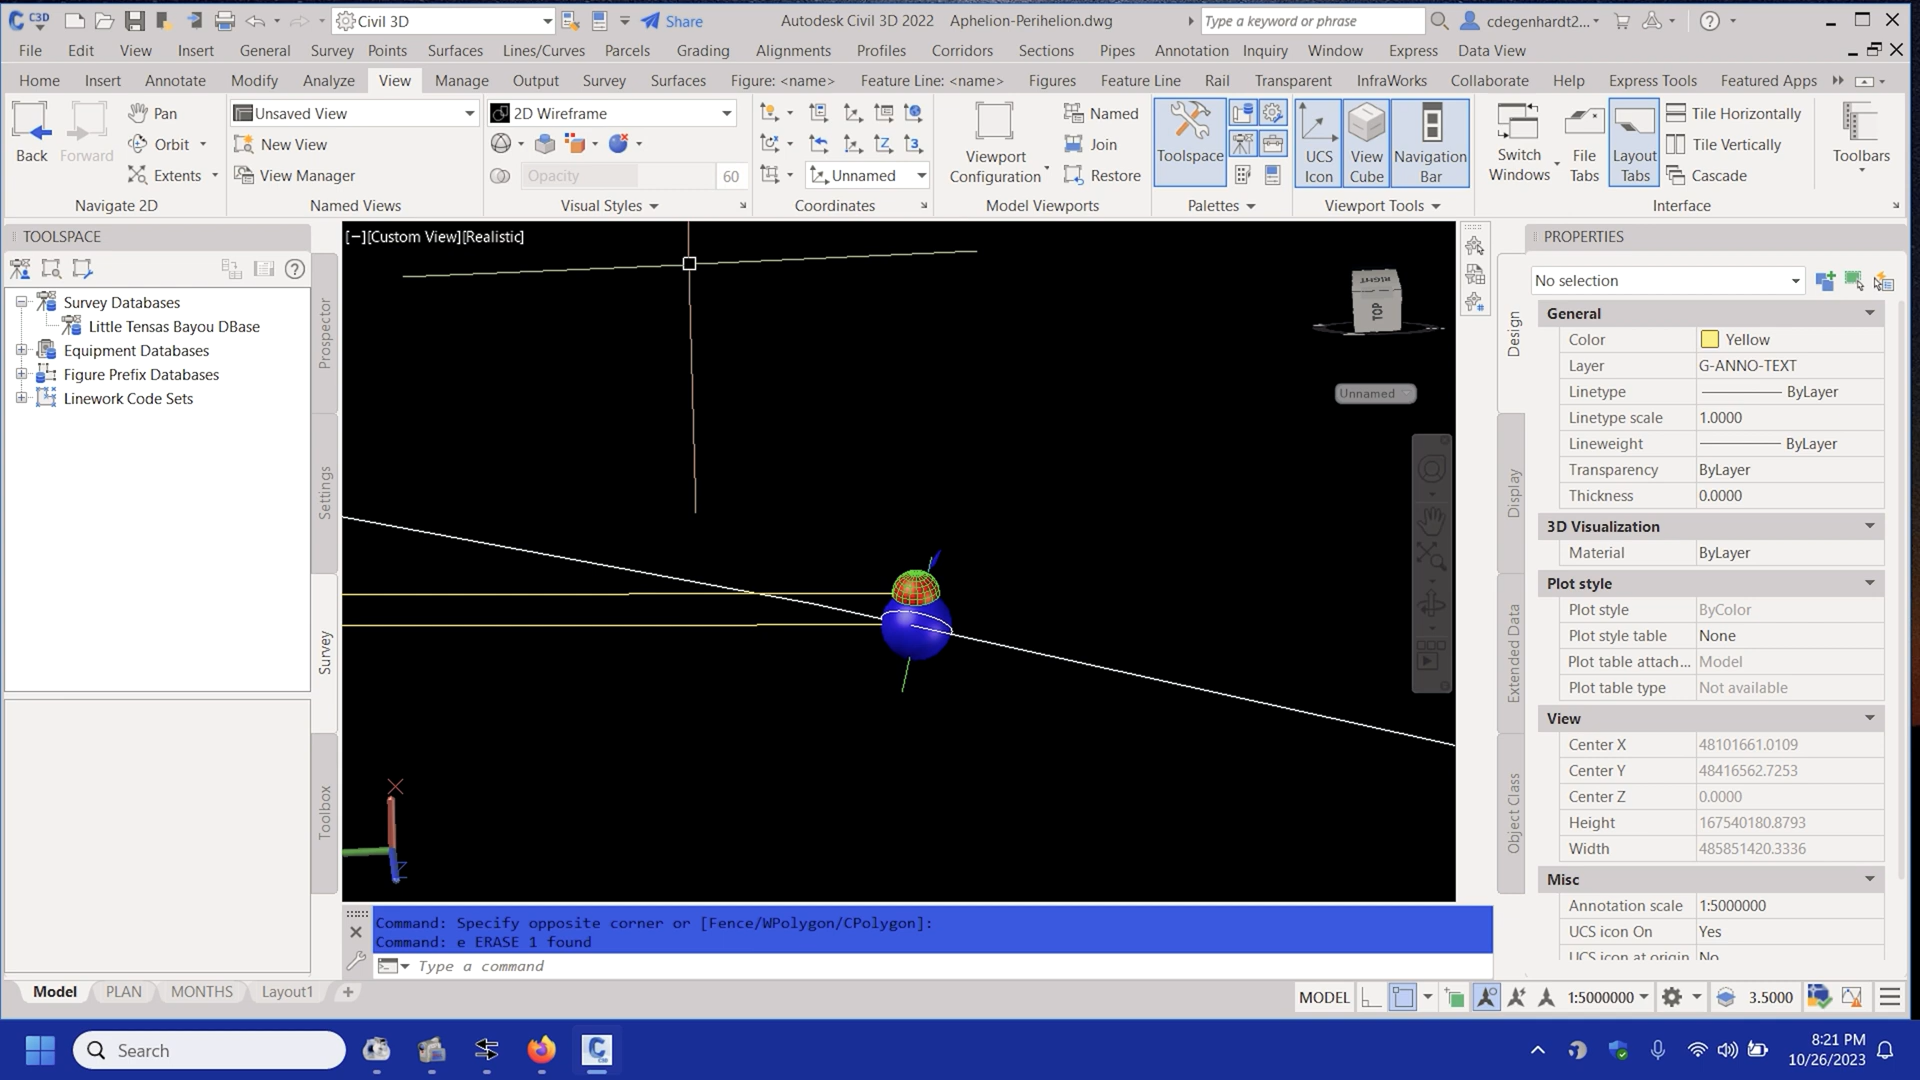 C3D Civil 3D Share Autodesk Civil 3D 2022 Aphelion-Perihelion.dwg Type a keyword or phrase cdegenhardt2...
File Edit View Insert General Survey Points Surfaces Lines/Curves Parcels Grading Alignments Profiles Corridors Sections Pipes Annotation Inquiry Window Express Data View
Home Insert Annotate Modify Analyze View Manage Output Survey Surfaces Figure: <name> Feature Line: <name> Figures Feature Line Rail Transparent InfraWorks Collaborate Help Express Tools Featured Apps
Pan Unsaved View 2D Wireframe Named Tile Horizontally
Orbit New View Join Tile Vertically
Back Forward Viewport Configuration Toolspace UCS Icon View Cube Navigation Bar Switch Windows File Tabs Layout Tabs Toolbars
Extents View Manager Opacity 60 Unnamed Restore Cascade
Navigate 2D Named Views Visual Styles Coordinates Model Viewports Palettes Viewport Tools Interface
TOOLSPACE
Survey Databases
Little Tensas Bayou DBase
Equipment Databases
Figure Prefix Databases
Linework Code Sets
Prospector
Settings
Survey
Toolbox
[−][Custom View][Realistic]
RIGHT
TOP
Unnamed
X
Z
PROPERTIES
No selection
Design
Display
Extended Data
Object Class
General
Color Yellow
Layer G-ANNO-TEXT
Linetype ByLayer
Linetype scale 1.0000
Lineweight ByLayer
Transparency ByLayer
Thickness 0.0000
3D Visualization
Material ByLayer
Plot style
Plot style ByColor
Plot style table None
Plot table attach... Model
Plot table type Not available
View
Center X 48101661.0109
Center Y 48416562.7253
Center Z 0.0000
Height 167540180.8793
Width 485851420.3336
Misc
Annotation scale 1:5000000
UCS icon On Yes
UCS icon at origin No
Command: Specify opposite corner or [Fence/WPolygon/CPolygon]:
Command: e ERASE 1 found
Type a command
Model PLAN MONTHS Layout1 + MODEL 1:5000000 3.5000
Search 8:21 PM
10/26/2023